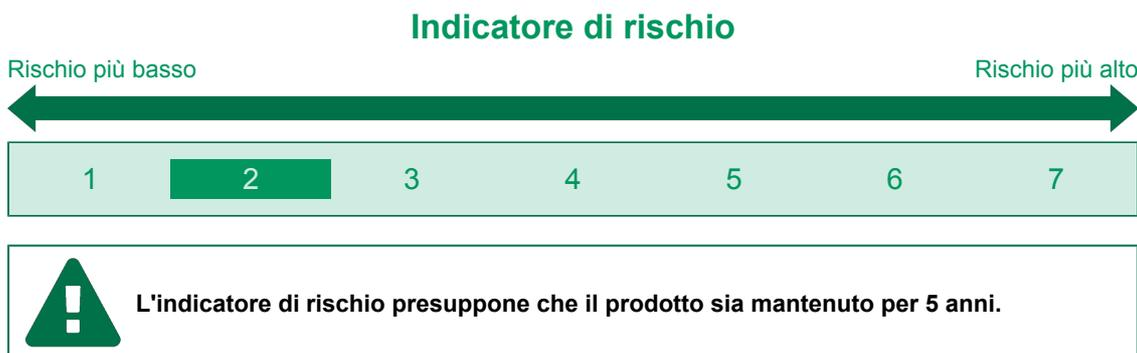 Indicatore di rischio
Rischio più basso Rischio più alto
1 2 3 4 5 6 7
L'indicatore di rischio presuppone che il prodotto sia mantenuto per 5 anni.